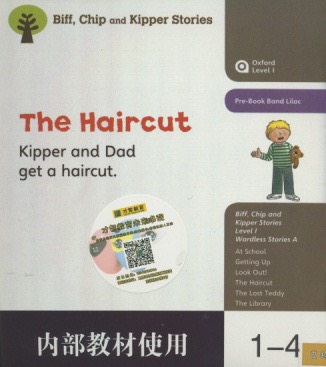 Biff, Chip and Kipper Stories
Oxford
Level 1
Pre-Book Band Lilac
The Haircut
Kipper and Dad
get a haircut.
Biff, Chip and
Kipper Stories
Level 1
Wordless Stories A
At School
Getting Up
Look Out!
The Haircut
The Lost Teddy
The Library
内部教材使用
1-4